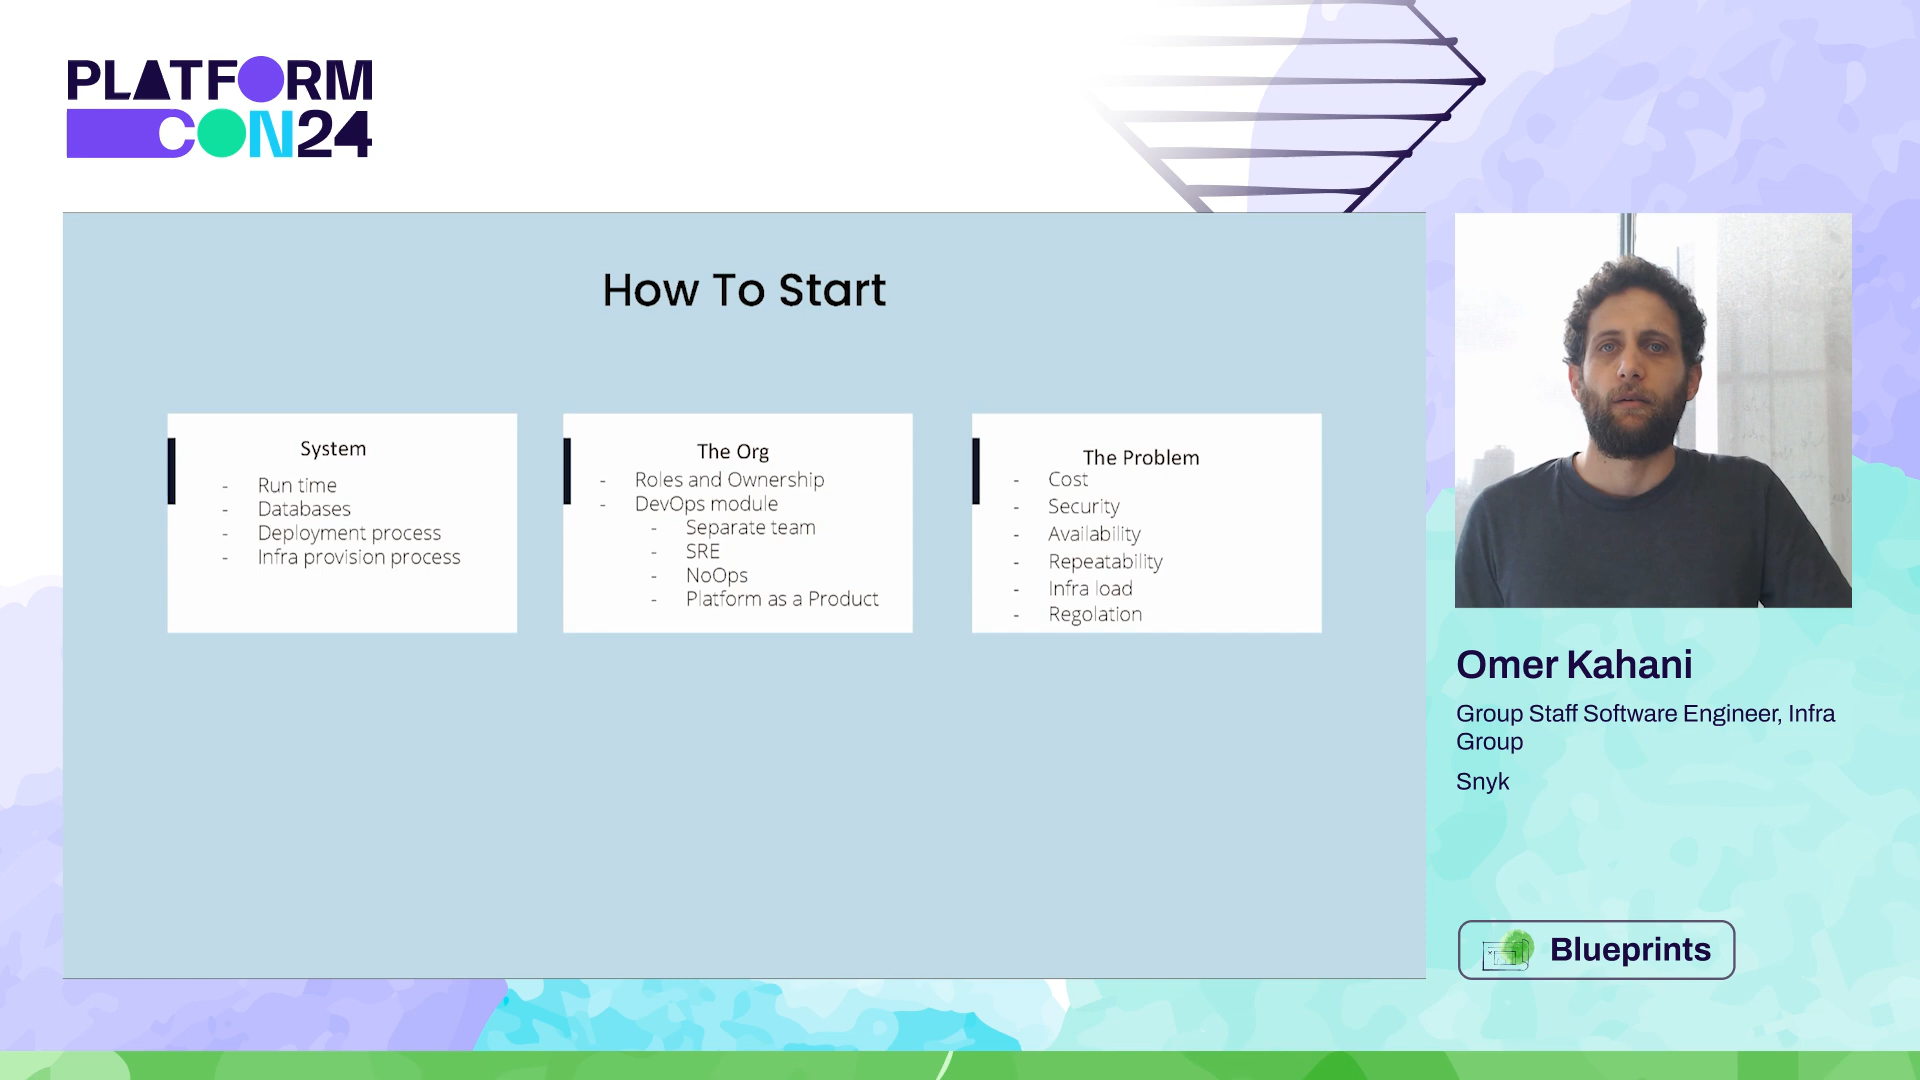 PLATFORM
CON24
How To Start
System
- Run time
- Databases
- Deployment process
- Infra provision process
The Org
- Roles and Ownership
- DevOps module
- Separate team
- SRE
- NoOps
- Platform as a Product
The Problem
- Cost
- Security
- Availability
- Repeatability
- Infra load
- Regolation
Omer Kahani
Group Staff Software Engineer, Infra
Group
Snyk
Blueprints